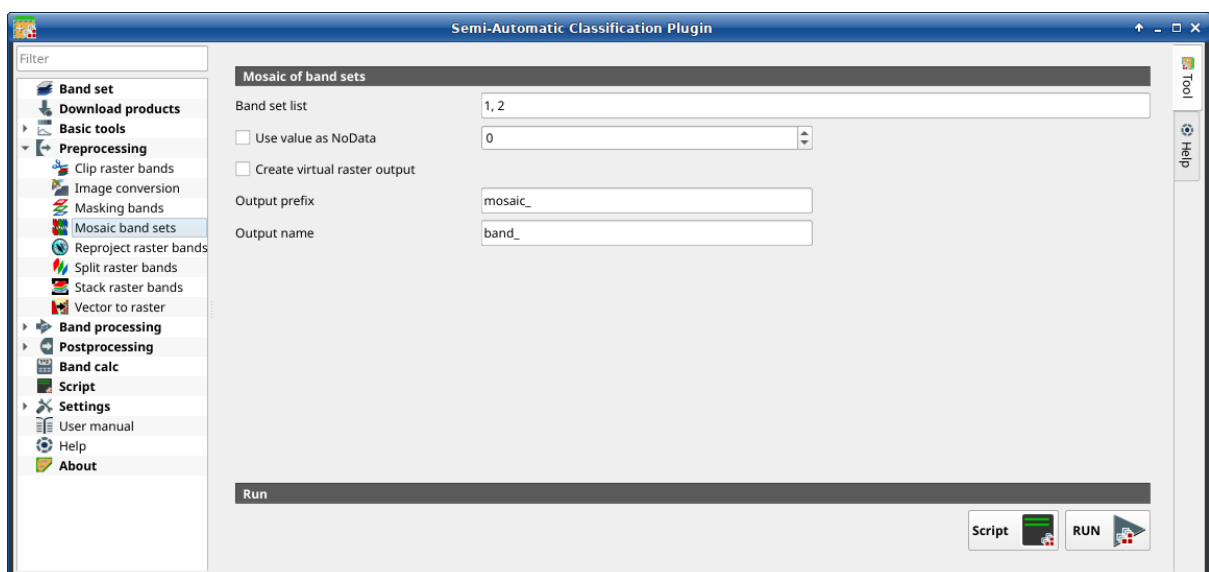 Semi-Automatic Classification Plugin
Filter
Band set
Download products
Basic tools
Preprocessing
Clip raster bands
Image conversion
Masking bands
Mosaic band sets
Reproject raster bands
Split raster bands
Stack raster bands
Vector to raster
Band processing
Postprocessing
Band calc
Script
Settings
User manual
Help
About
Mosaic of band sets
Band set list
1, 2
Use value as NoData
0
Create virtual raster output
Output prefix
mosaic_
Output name
band_
Run
Script
RUN
Tool
Help